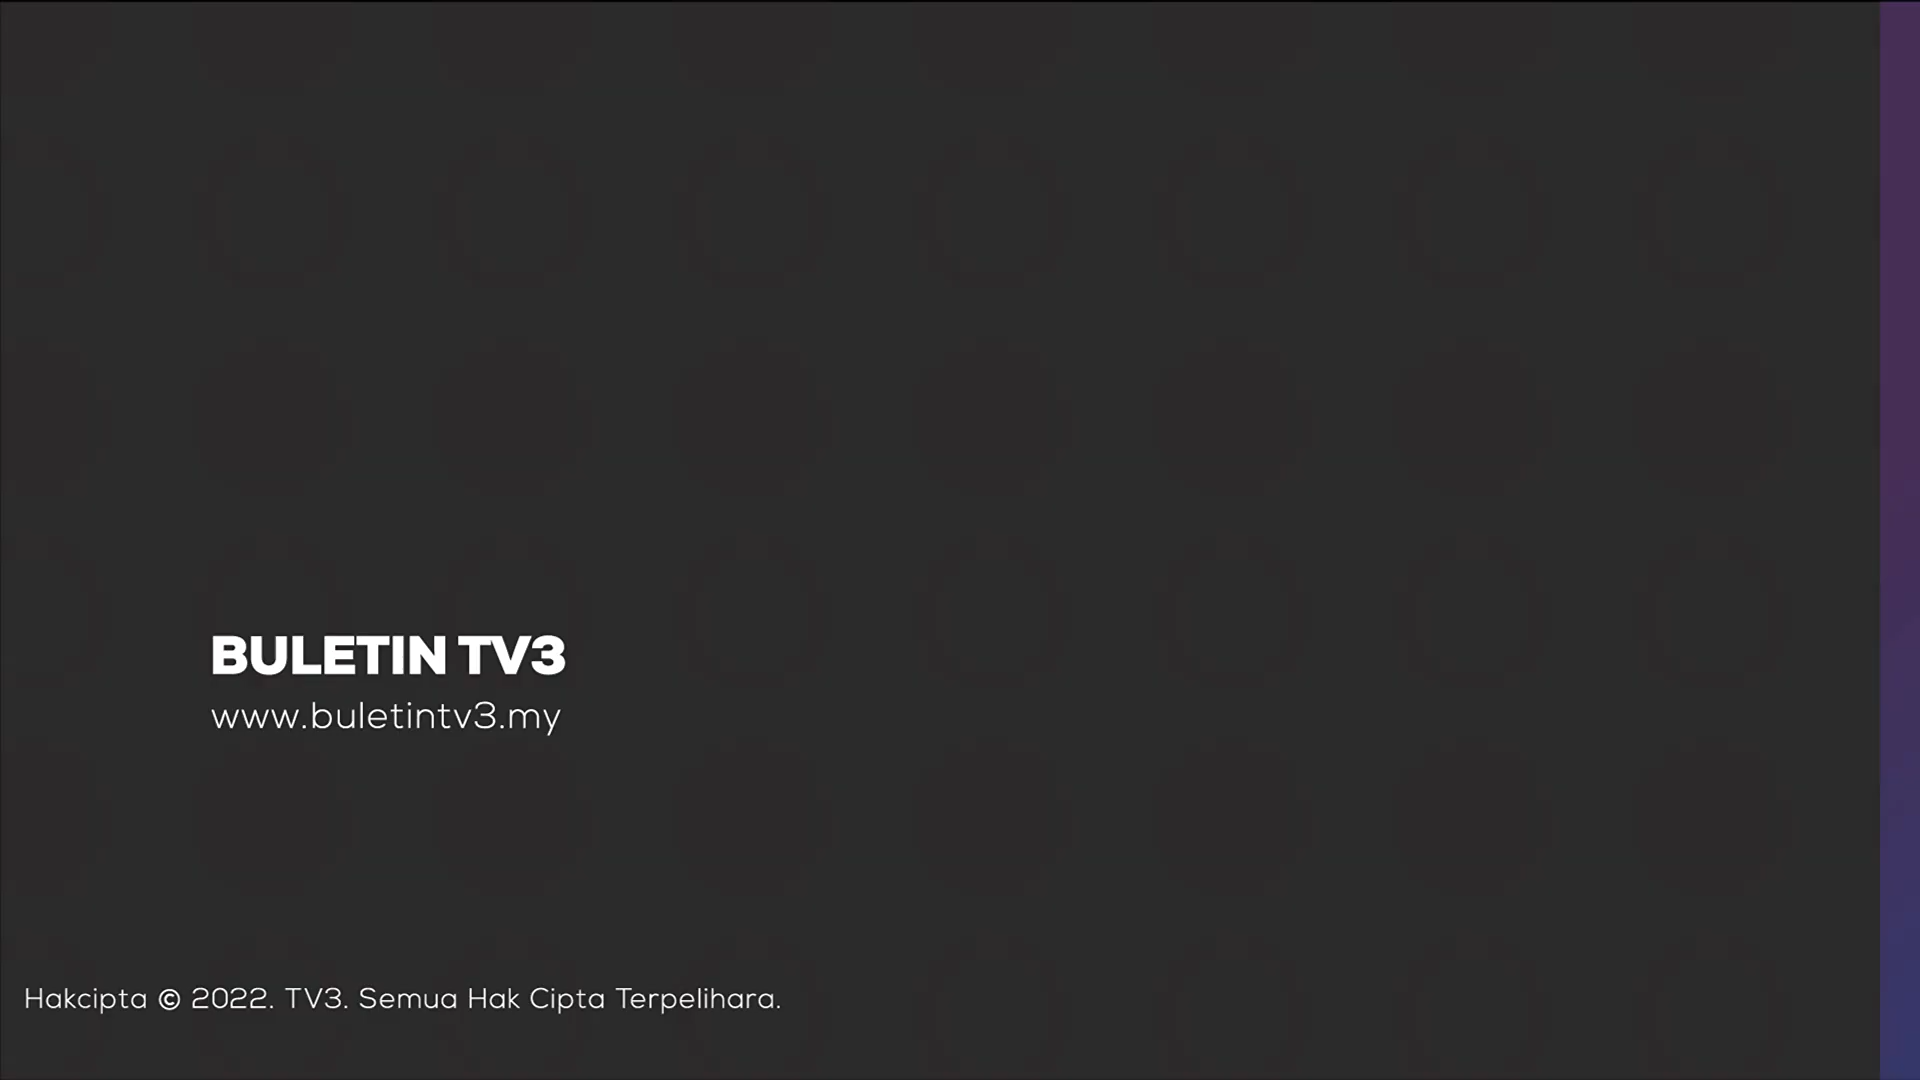 BULETIN TV3
www.buletintv3.my
Hakcipta © 2022. TV3. Semua Hak Cipta Terpelihara.